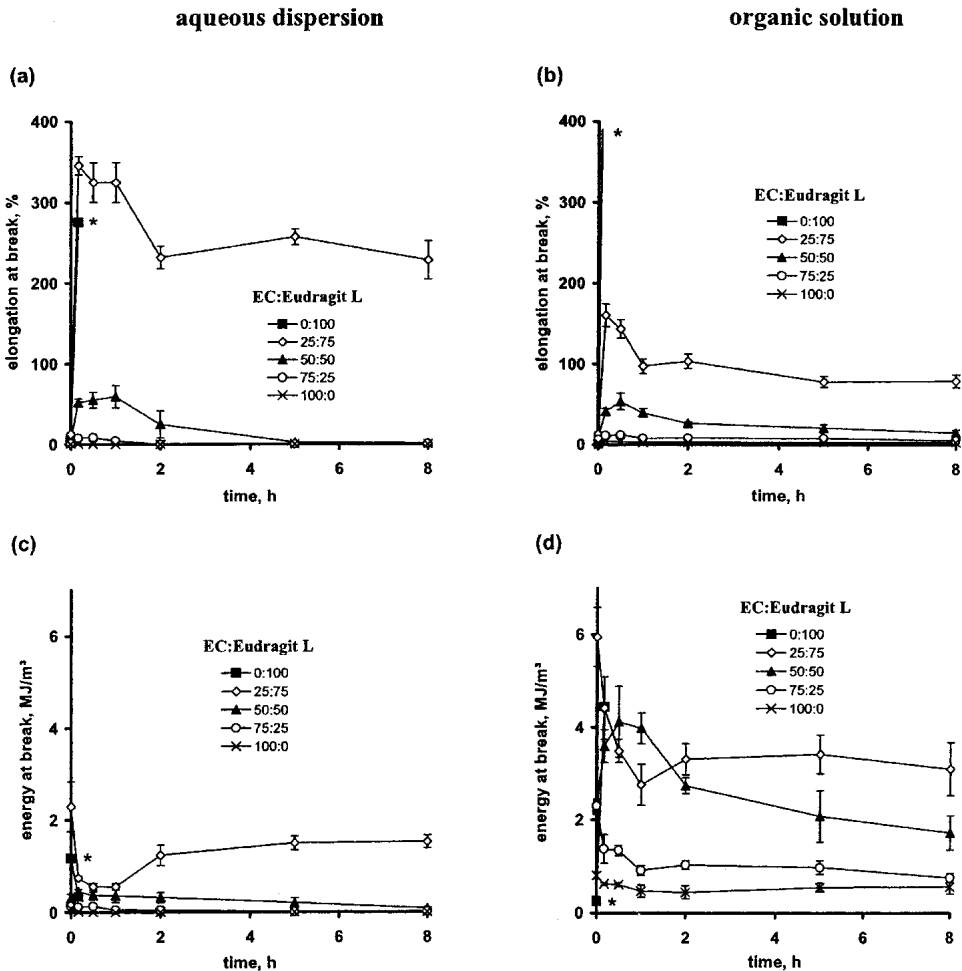 aqueous dispersion
organic solution
(a)
400
300
200
100
0
elongation at break, %
*
EC:Eudragit L
0:100
25:75
50:50
75:25
100:0
0 2 4 6 8
time, h
(b)
400
300
200
100
0
elongation at break, %
*
EC:Eudragit L
0:100
25:75
50:50
75:25
100:0
0 2 4 6 8
time, h
(c)
6
4
2
0
energy at break, MJ/m³
*
EC:Eudragit L
0:100
25:75
50:50
75:25
100:0
0 2 4 6 8
time, h
(d)
6
4
2
0
energy at break, MJ/m³
*
EC:Eudragit L
0:100
25:75
50:50
75:25
100:0
0 2 4 6 8
time, h